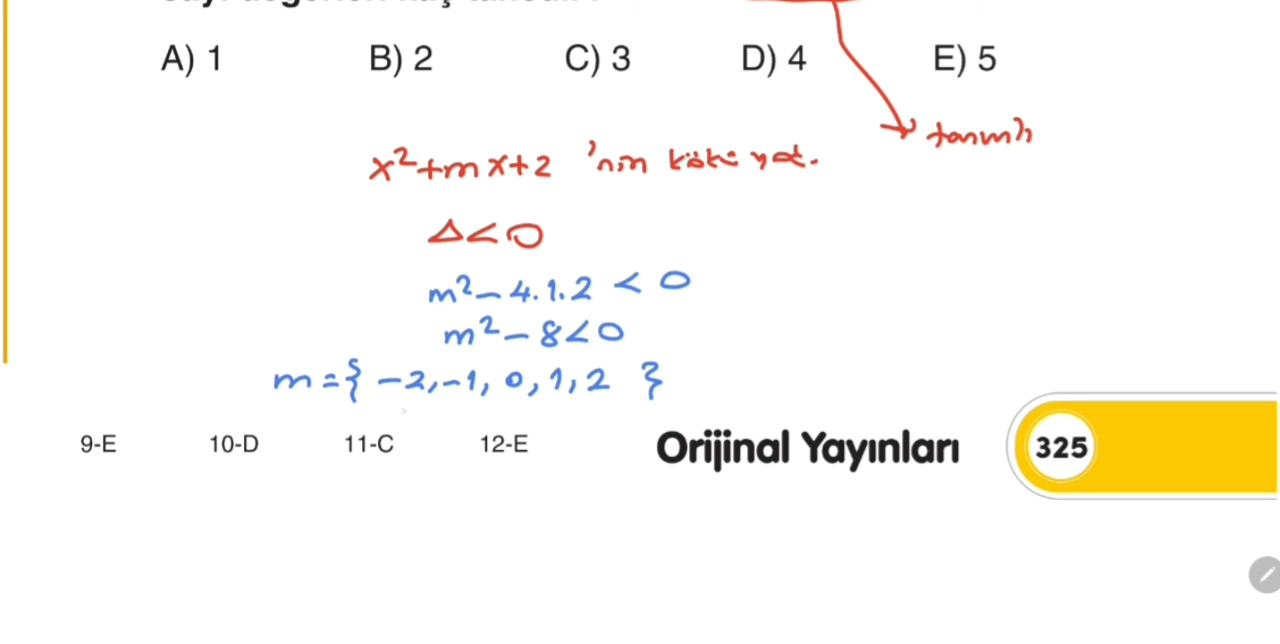 A) 1 B) 2 C) 3 D) 4 E) 5
tanımlı
x²+mx+2 'nin kökü yok.
Δ<0
m²-4.1.2 < 0
m²-8<0
m={-2,-1, 0, 1, 2 }
9-E 10-D 11-C 12-E Orijinal Yayınları 325